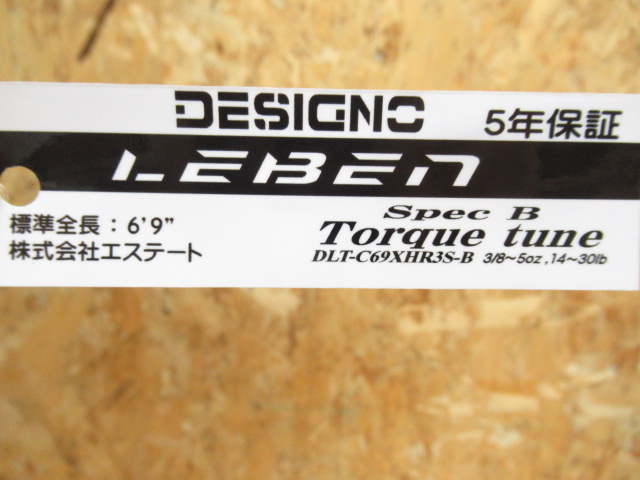 DESIGNO 5年保証
LEBEN
標準全長：6'9”
株式会社エステート
Spec B
Torque tune
DLT-C69XHR3S-B 3/8〜5oz ,14〜30lb